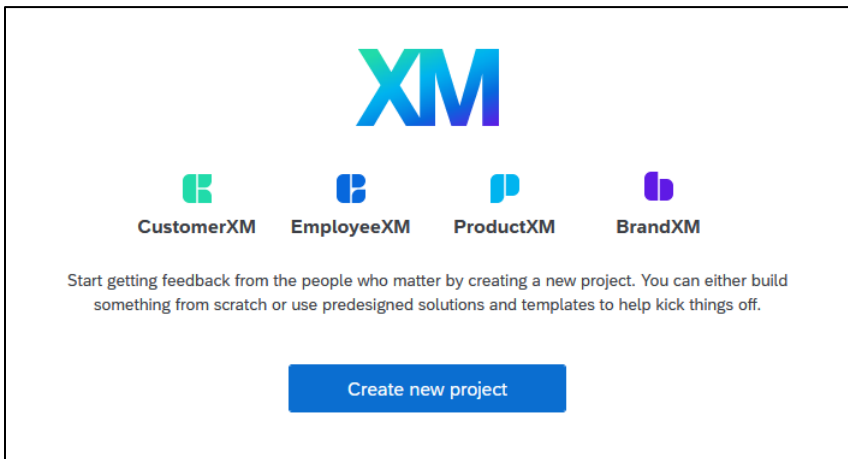 XM
CustomerXM EmployeeXM ProductXM BrandXM
Start getting feedback from the people who matter by creating a new project. You can either build
something from scratch or use predesigned solutions and templates to help kick things off.
Create new project